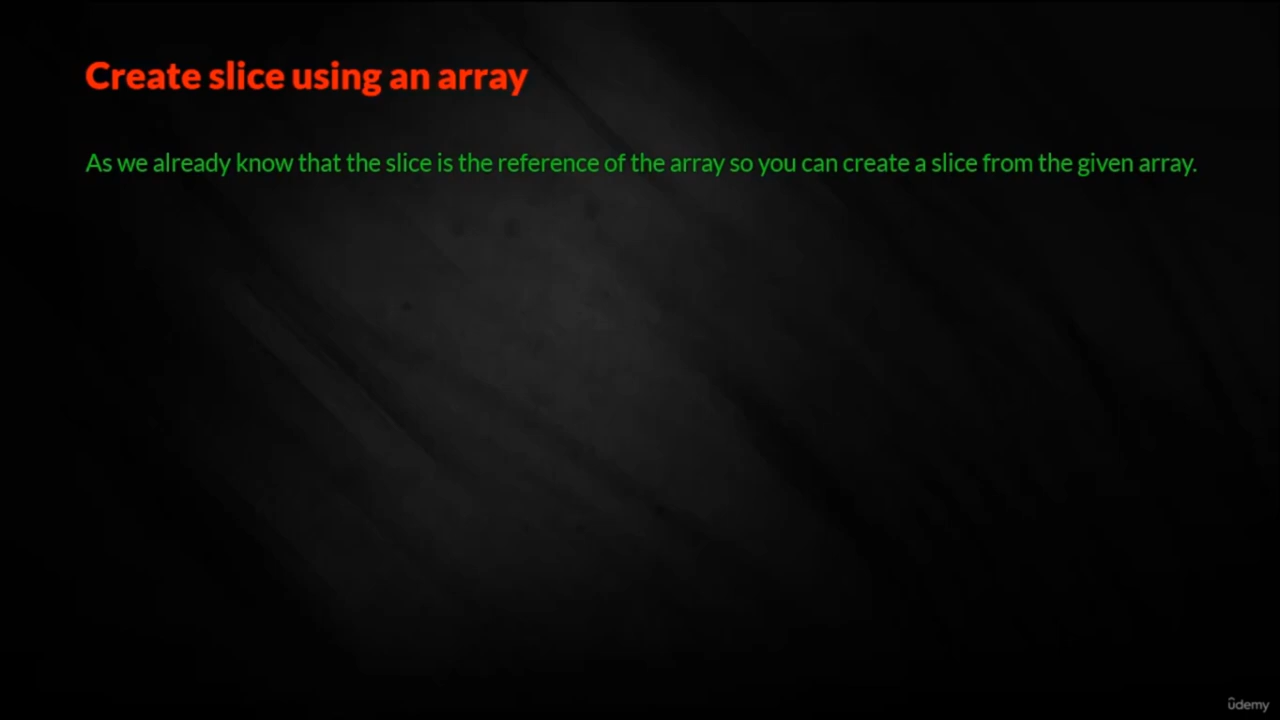 Create slice using an array
As we already know that the slice is the reference of the array so you can create a slice from the given array.
ûdemy